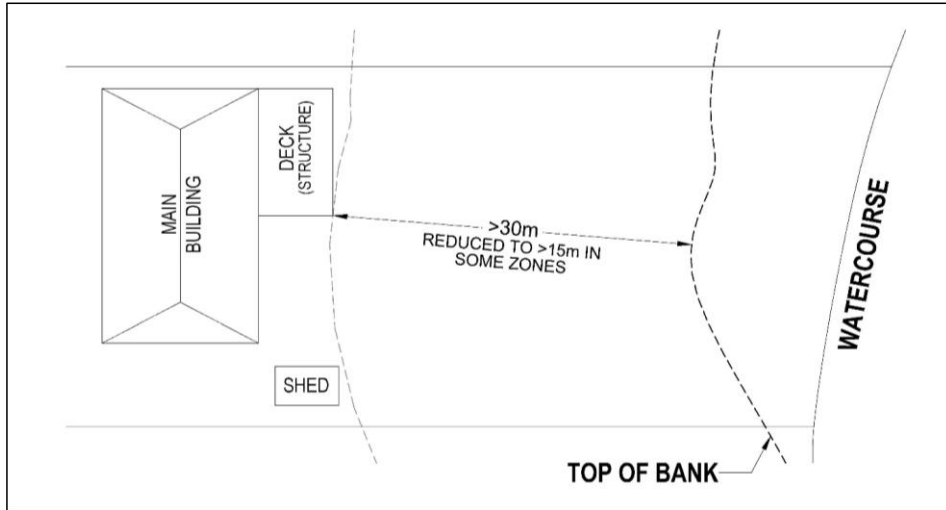 MAIN
BUILDING
DECK
(STRUCTURE)
>30m
REDUCED TO >15m IN
SOME ZONES
WATERCOURSE
SHED
TOP OF BANK